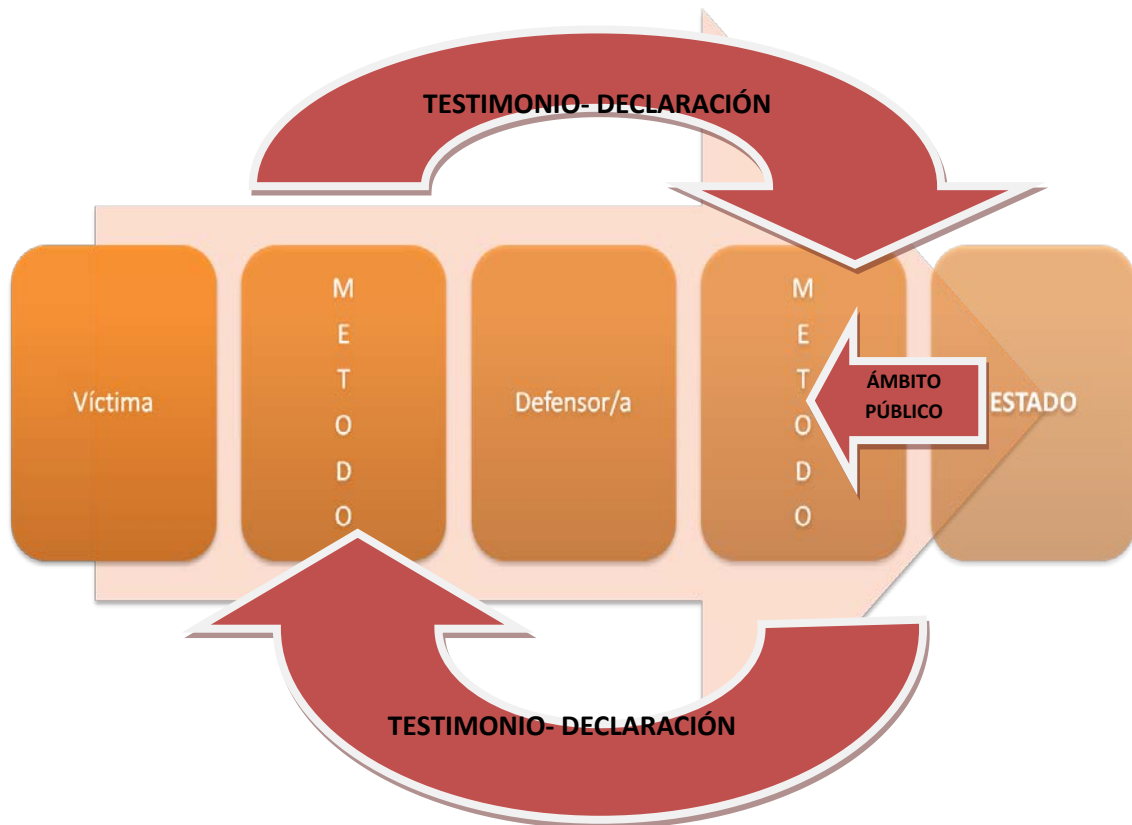 TESTIMONIO- DECLARACIÓN
Víctima
M
E
T
O
D
O
Defensor/a
M
E
T
O
D
O
ÁMBITO
PÚBLICO
ESTADO
TESTIMONIO- DECLARACIÓN